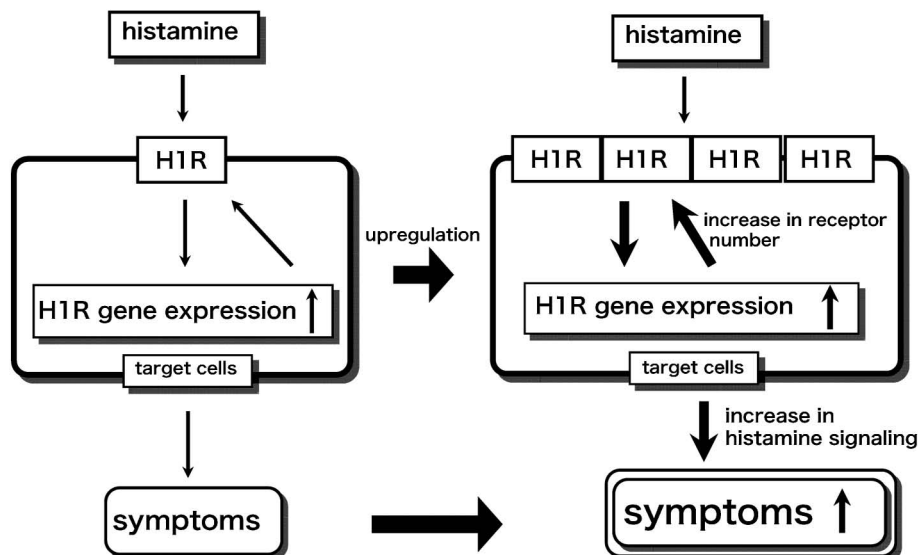 histamine
H1R
H1R gene expression
target cells
symptoms
upregulation
histamine
H1R
H1R
H1R
H1R
increase in receptor
number
H1R gene expression
target cells
increase in
histamine signaling
symptoms